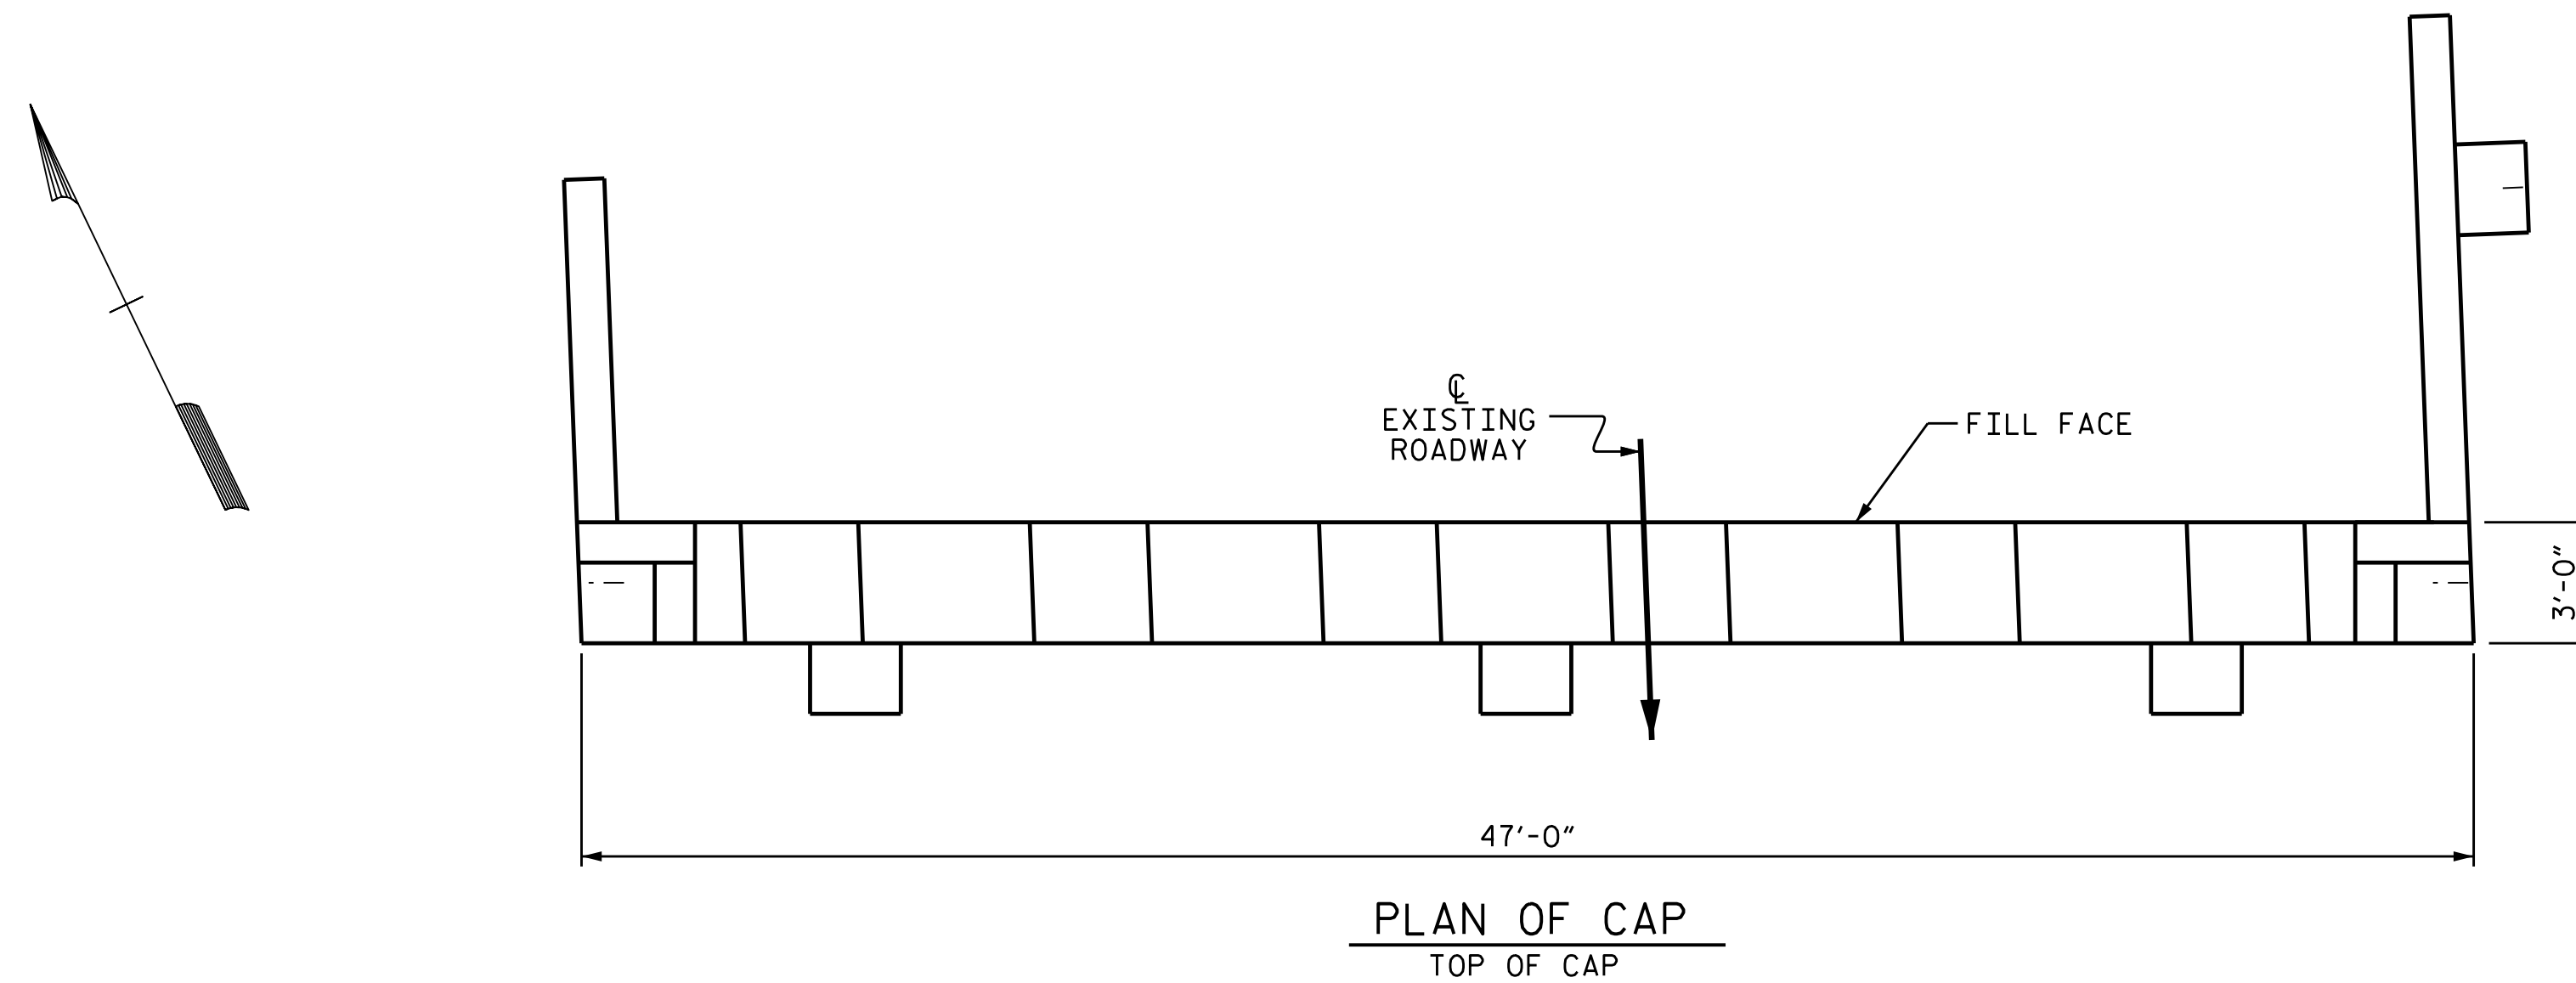 ℄
EXISTING
ROADWAY
FILL FACE
3'-0"
47'-0"
PLAN OF CAP
TOP OF CAP